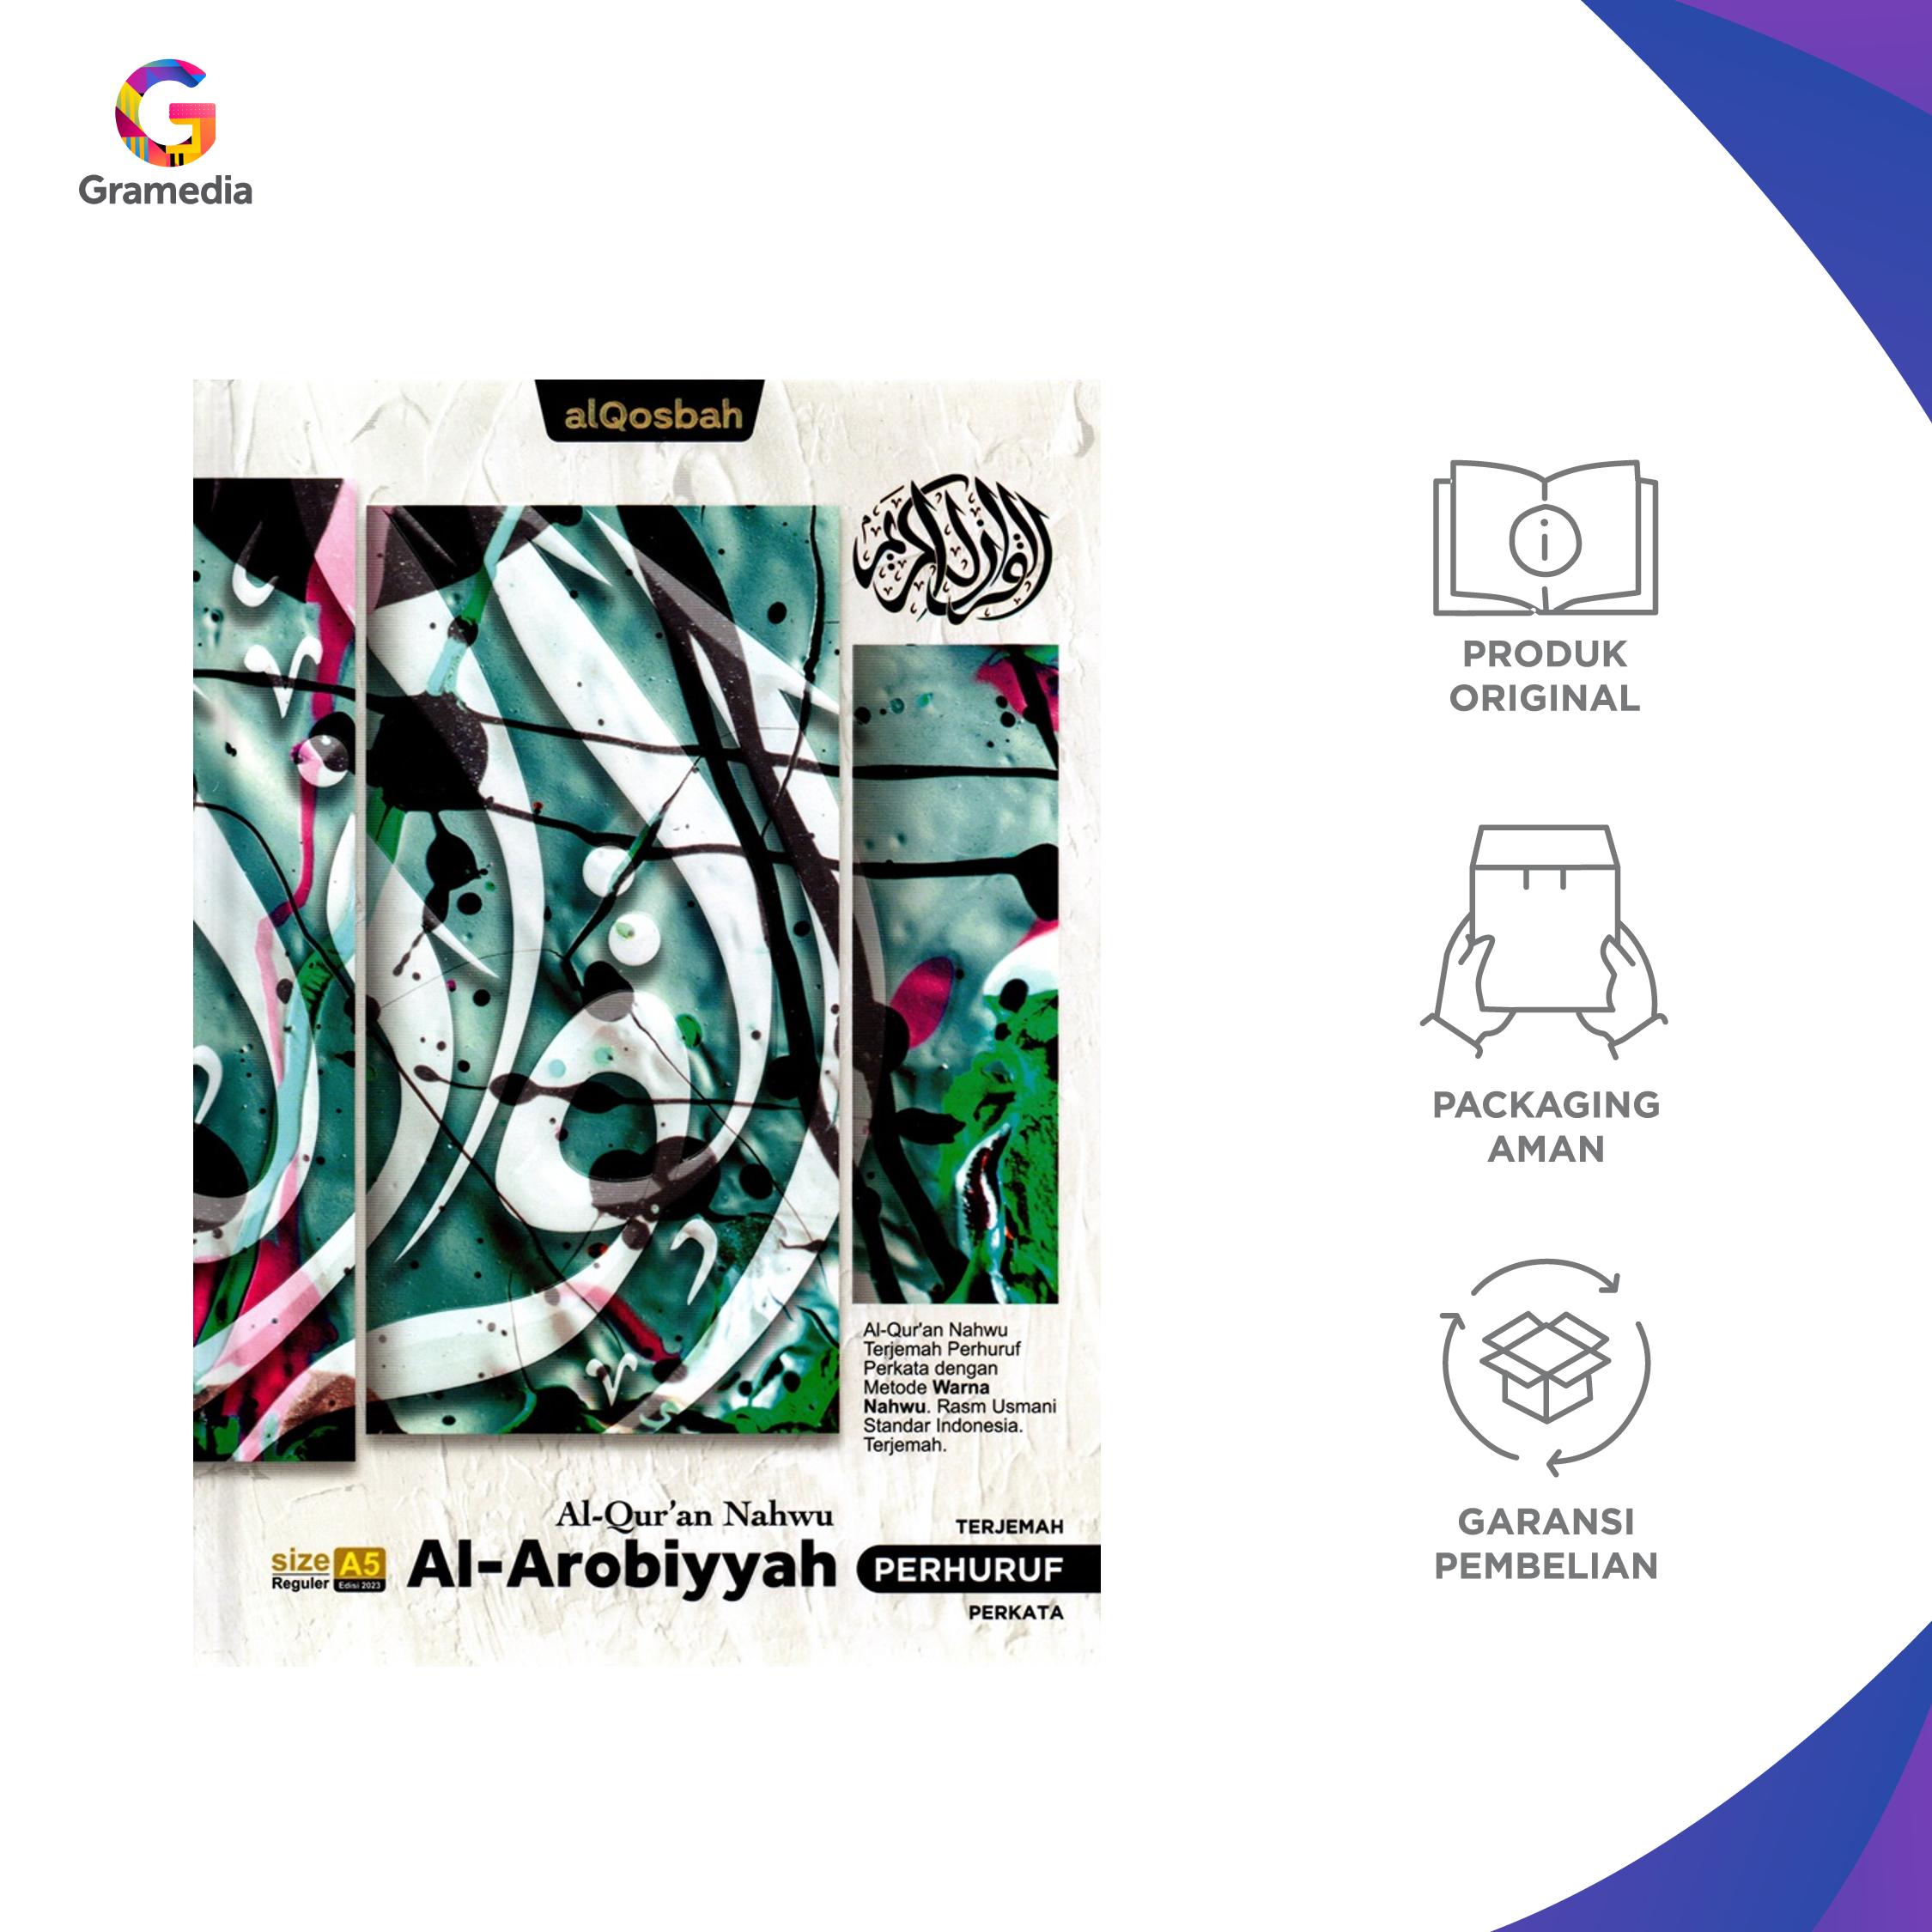 Gramedia
alQosbah
القرآن الكريم
Al-Qur'an Nahwu
Terjemah Perhuruf
Perkata dengan
Metode Warna
Nahwu. Rasm Usmani
Standar Indonesia.
Terjemah.
Al-Qur'an Nahwu
Al-Arobiyyah
size A5
Reguler Edisi 2023
TERJEMAH
PERHURUF
PERKATA
PRODUK
ORIGINAL
PACKAGING
AMAN
GARANSI
PEMBELIAN